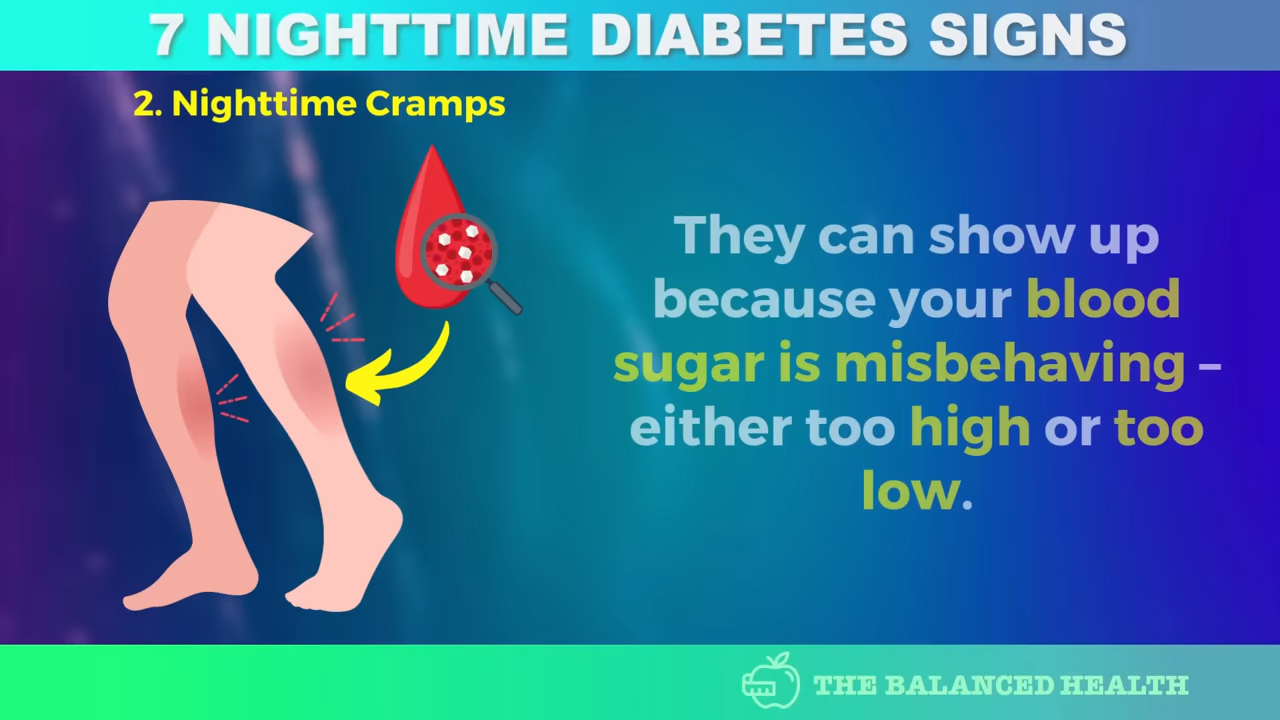 7 NIGHTTIME DIABETES SIGNS
2. Nighttime Cramps
They can show up
because your blood
sugar is misbehaving –
either too high or too
low.
THE BALANCED HEALTH